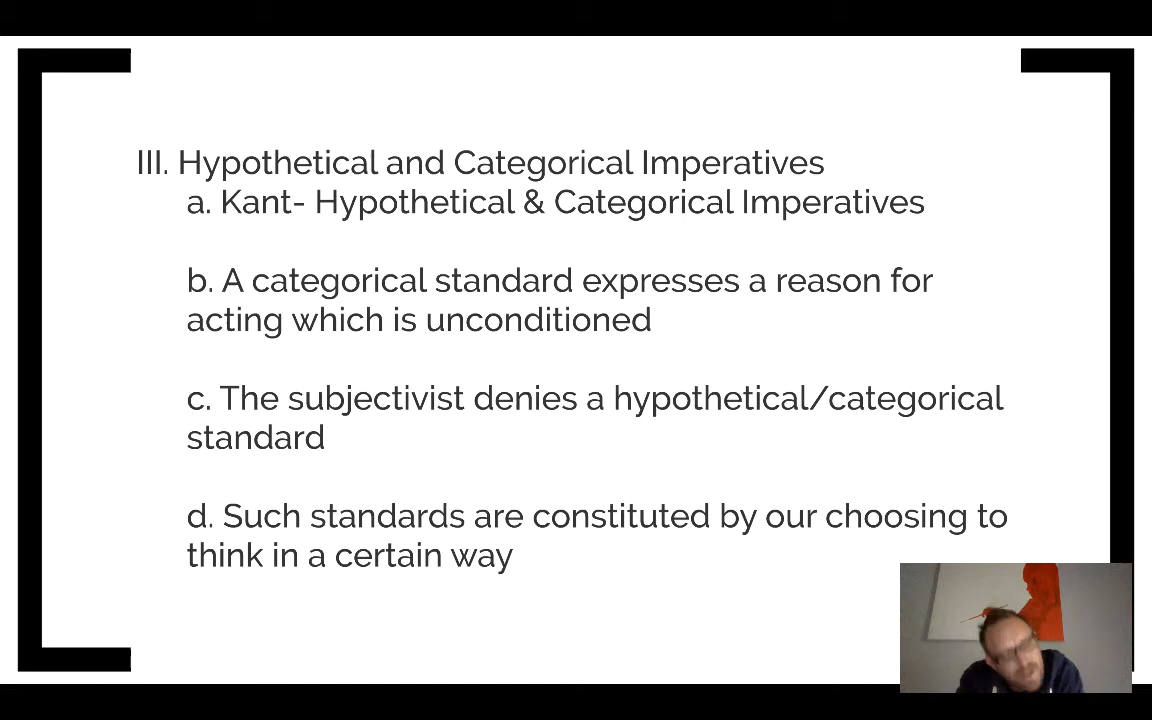 III. Hypothetical and Categorical Imperatives
a. Kant- Hypothetical & Categorical Imperatives
b. A categorical standard expresses a reason for
acting which is unconditioned
c. The subjectivist denies a hypothetical/categorical
standard
d. Such standards are constituted by our choosing to
think in a certain way